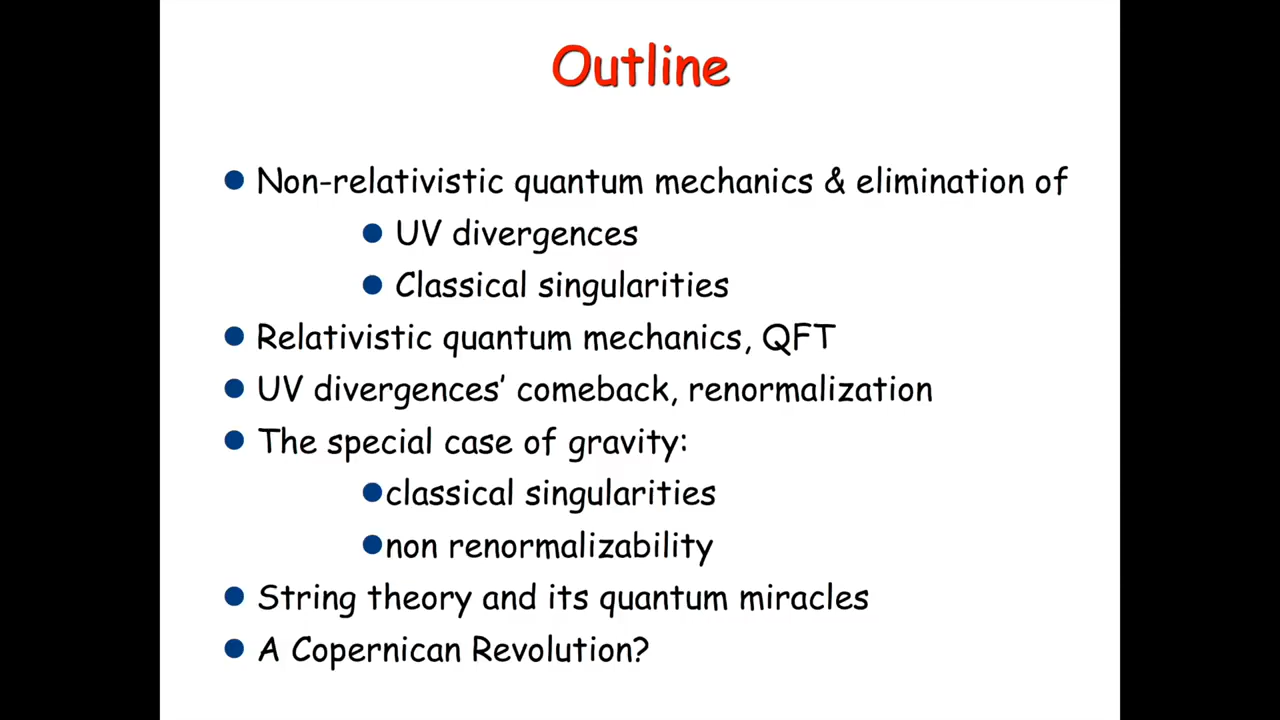 Outline
Non-relativistic quantum mechanics & elimination of
UV divergences
Classical singularities
Relativistic quantum mechanics, QFT
UV divergences’ comeback, renormalization
The special case of gravity:
classical singularities
non renormalizability
String theory and its quantum miracles
A Copernican Revolution?